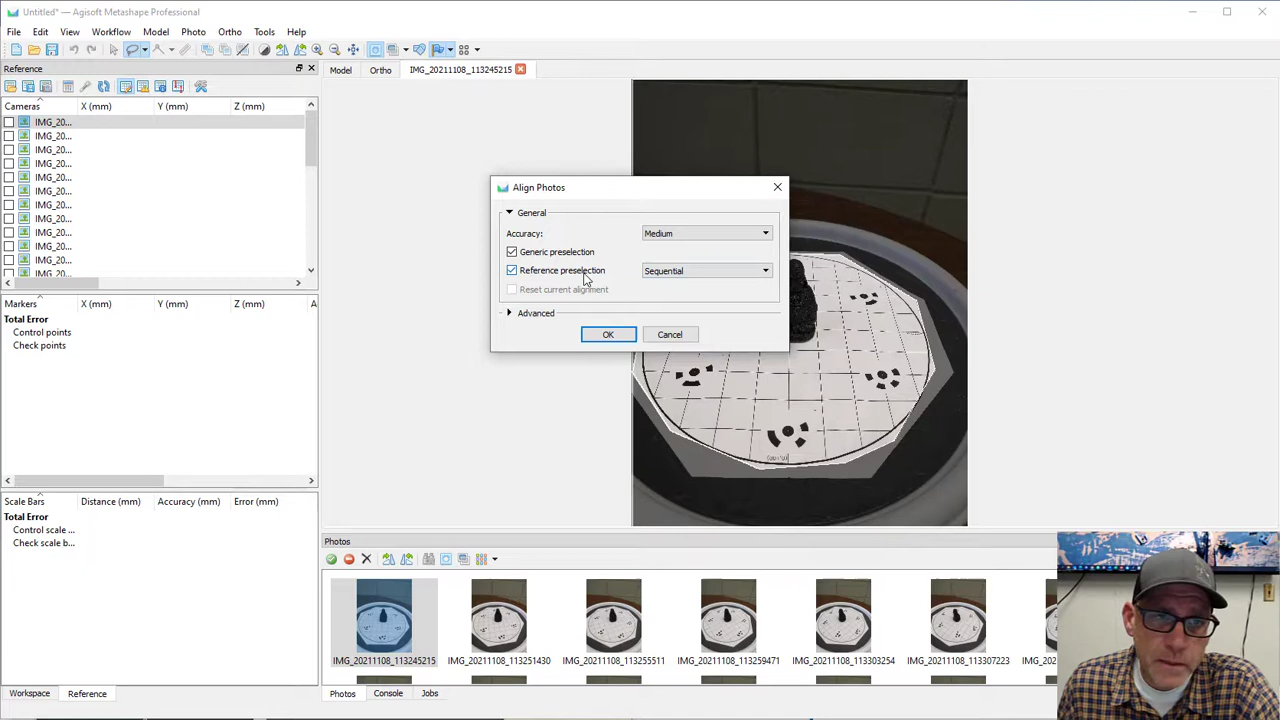 Untitled* — Agisoft Metashape Professional
File Edit View Workflow Model Photo Ortho Tools Help
Reference
Model Ortho IMG_20211108_113245215
Cameras X (mm) Y (mm) Z (mm)
IMG_20...
IMG_20...
IMG_20...
IMG_20...
IMG_20...
IMG_20...
IMG_20...
IMG_20...
IMG_20...
IMG_20...
IMG_20...
IMG_20...
Markers X (mm) Y (mm) Z (mm) A
Total Error
Control points
Check points
Scale Bars Distance (mm) Accuracy (mm) Error (mm)
Total Error
Control scale ...
Check scale b...
Workspace Reference
Align Photos
General
Accuracy: Medium
Generic preselection
Reference preselection Sequential
Reset current alignment
Advanced
OK Cancel
Photos
IMG_20211108_113245215 IMG_20211108_113251430 IMG_20211108_113255511 IMG_20211108_113259471 IMG_20211108_113303254 IMG_20211108_113307223
Photos Console Jobs